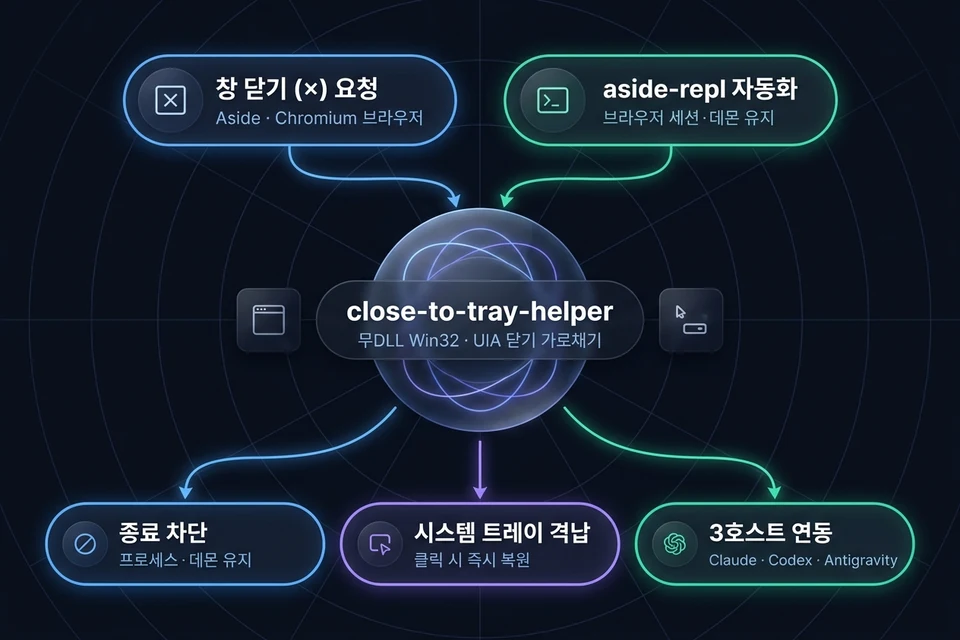 창 닫기 (×) 요청
Aside · Chromium 브라우저
aside-repl 자동화
브라우저 세션 · 데몬 유지
close-to-tray-helper
무DLL Win32 · UIA 닫기 가로채기
종료 차단
프로세스 · 데몬 유지
시스템 트레이 격납
클릭 시 즉시 복원
3호스트 연동
Claude · Codex · Antigravity